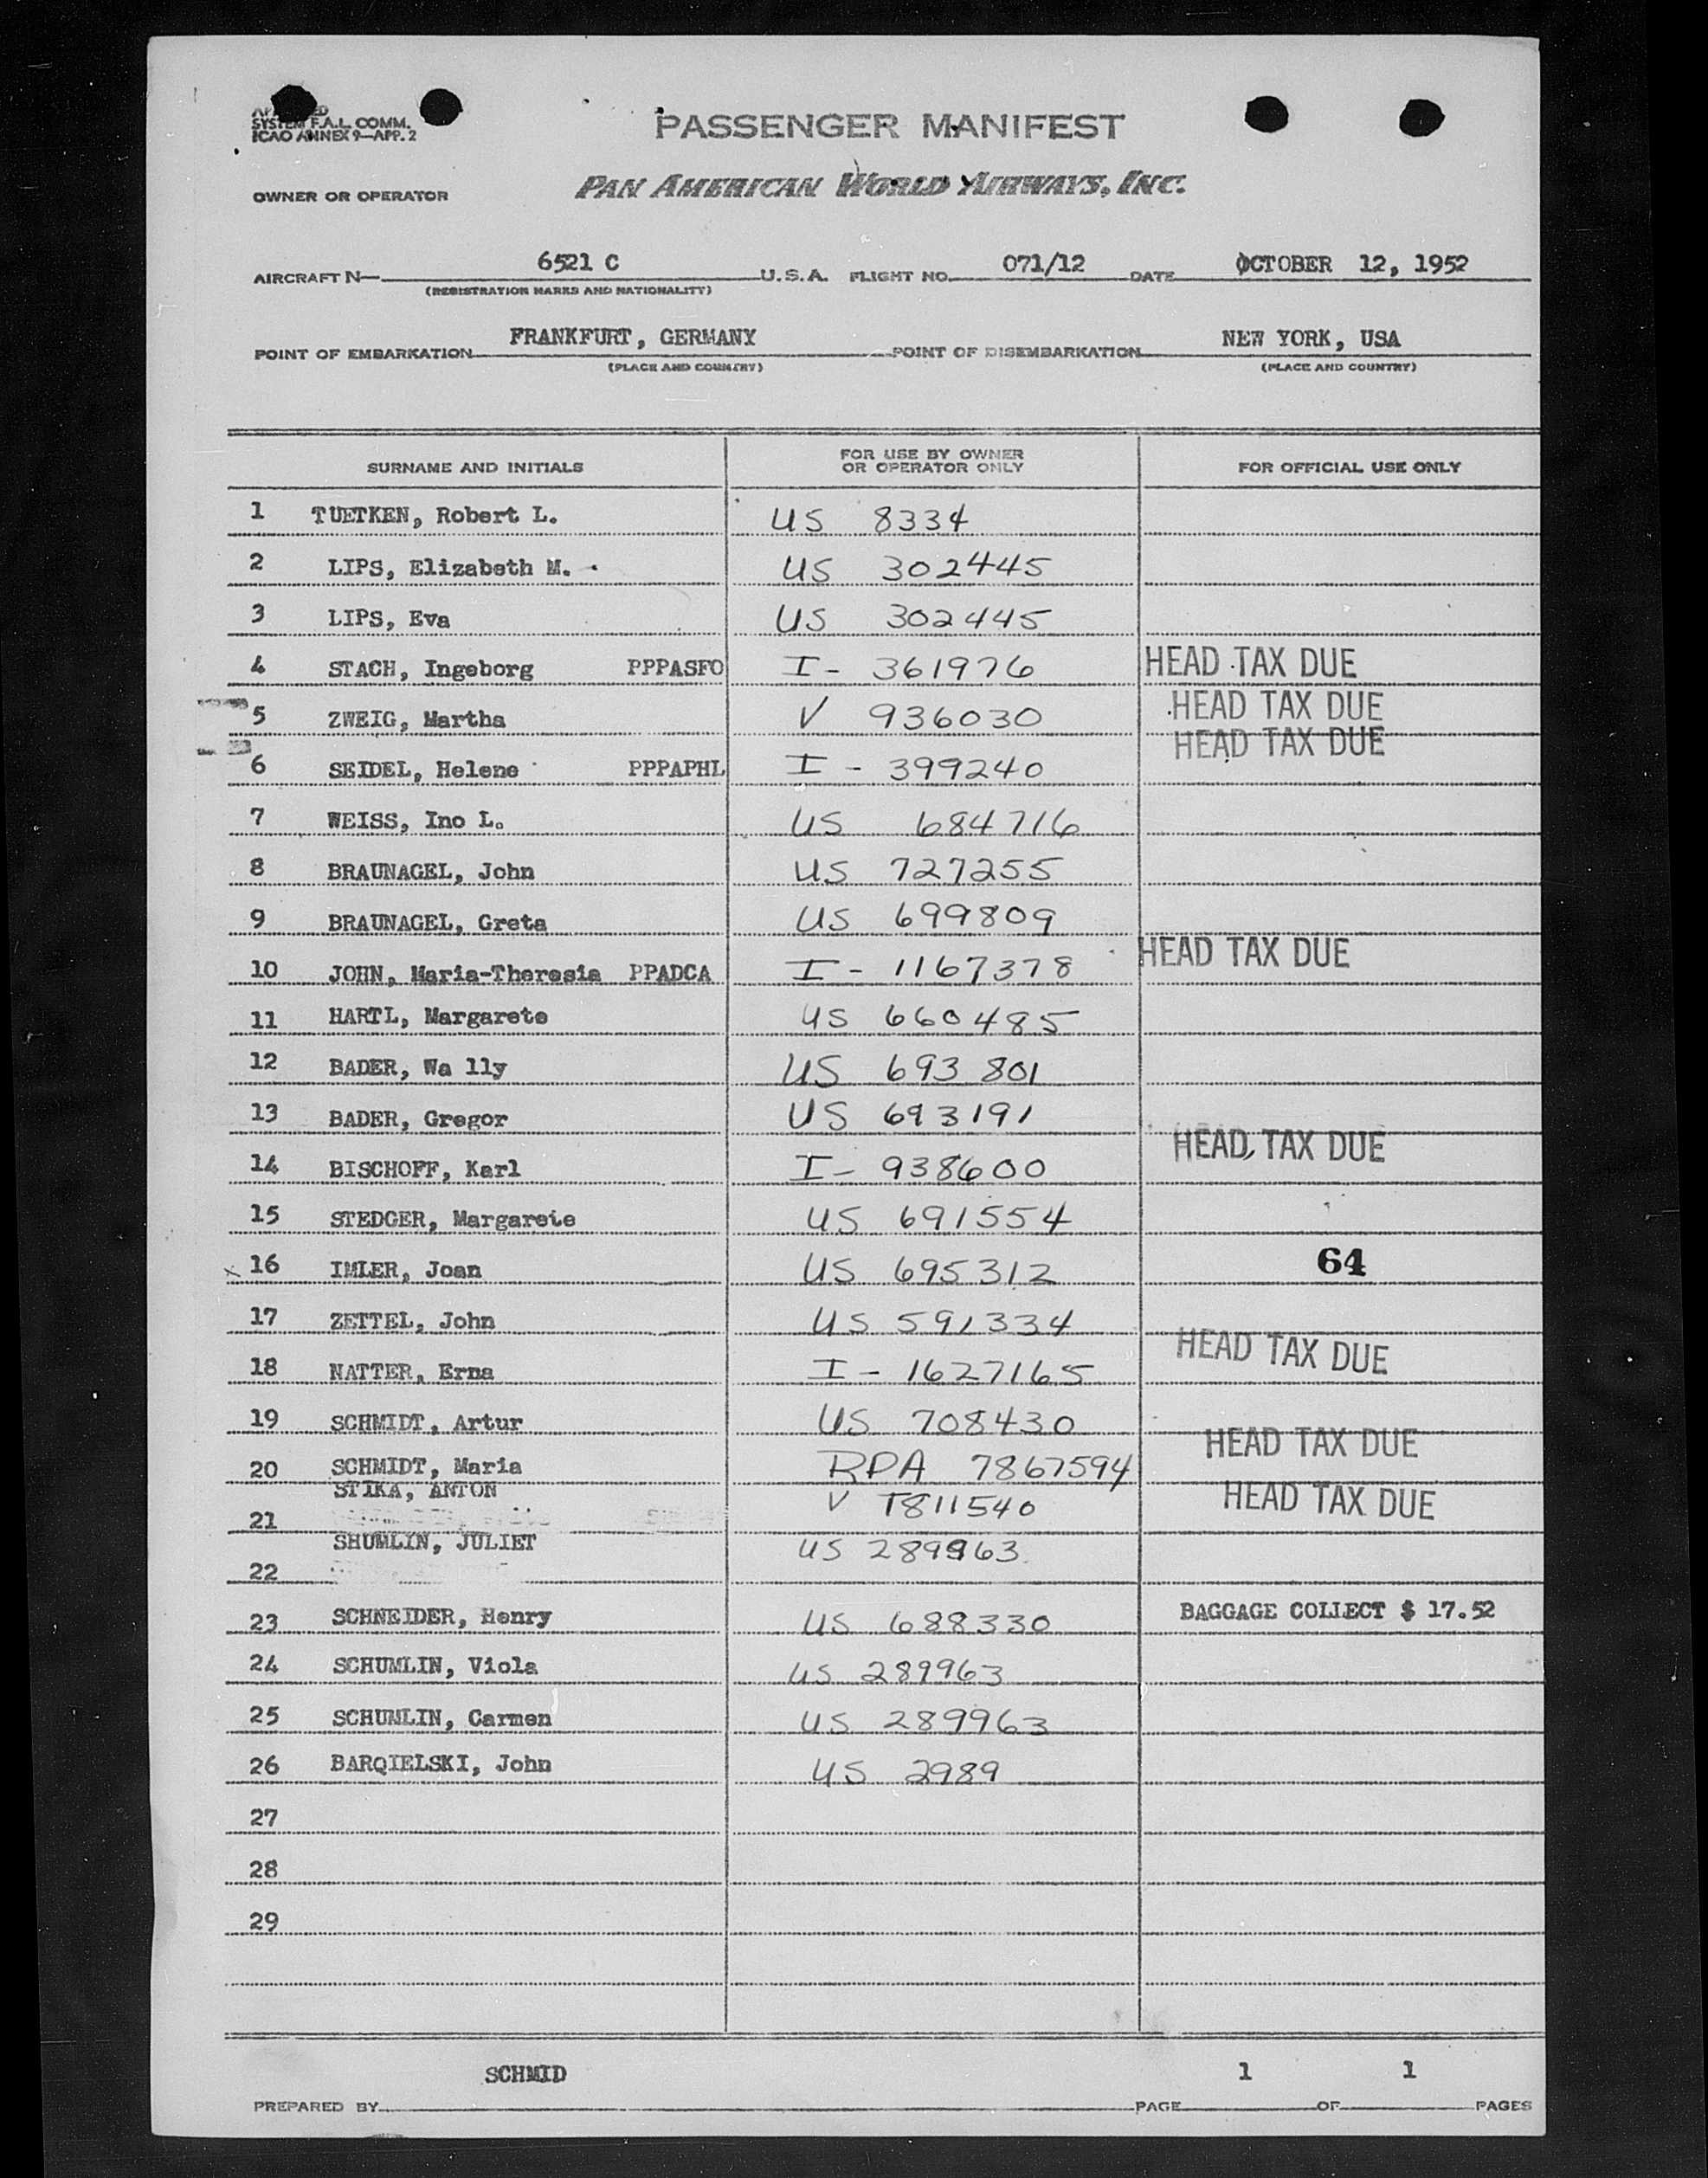 SYSTEM F.A.L. COMM.
ICAO ANNEX 9—APP. 2
PASSENGER MANIFEST
OWNER OR OPERATOR PAN AMERICAN WORLD AIRWAYS, INC.
AIRCRAFT N— 6521 C U.S.A. FLIGHT NO. 071/12 DATE OCTOBER 12, 1952
(REGISTRATION MARKS AND NATIONALITY)
POINT OF EMBARKATION FRANKFURT, GERMANY POINT OF DISEMBARKATION NEW YORK, USA
(PLACE AND COUNTRY) (PLACE AND COUNTRY)
SURNAME AND INITIALS FOR USE BY OWNER OR OPERATOR ONLY FOR OFFICIAL USE ONLY
1 TUETKEN, Robert L. US 8334
2 LIPS, Elizabeth M. US 302445
3 LIPS, Eva US 302445
4 STACH, Ingeborg PPPASFO I- 361976 HEAD TAX DUE
5 ZWEIG, Martha V 936030 HEAD TAX DUE
6 SEIDEL, Helene PPPAPHL I - 399240 HEAD TAX DUE
7 WEISS, Ino L. US 684716
8 BRAUNAGEL, John US 727255
9 BRAUNAGEL, Greta US 699809
10 JOHN, Maria-Theresia PPADCA I - 1167378 HEAD TAX DUE
11 HARTL, Margarete US 660485
12 BADER, Wa lly US 693 801
13 BADER, Gregor US 693191
14 BISCHOFF, Karl I- 938600 HEAD TAX DUE
15 STEDGER, Margarete US 691554
x 16 IMLER, Joan US 695312 64
17 ZETTEL, John US 591334
18 NATTER, Erna I - 1627165 HEAD TAX DUE
19 SCHMIDT, Artur US 708430
20 SCHMIDT, Maria RPA 7867594 HEAD TAX DUE
21 STIKA, ANTON V T811540 HEAD TAX DUE
22 SHUMLIN, JULIET US 289963
23 SCHNEIDER, Henry US 688330 BAGGAGE COLLECT $ 17.52
24 SCHUMLIN, Viola US 289963
25 SCHUMLIN, Carmen US 289963
26 BARQIELSKI, John US 2989
27
28
29
PREPARED BY SCHMID PAGE 1 OF 1 PAGES